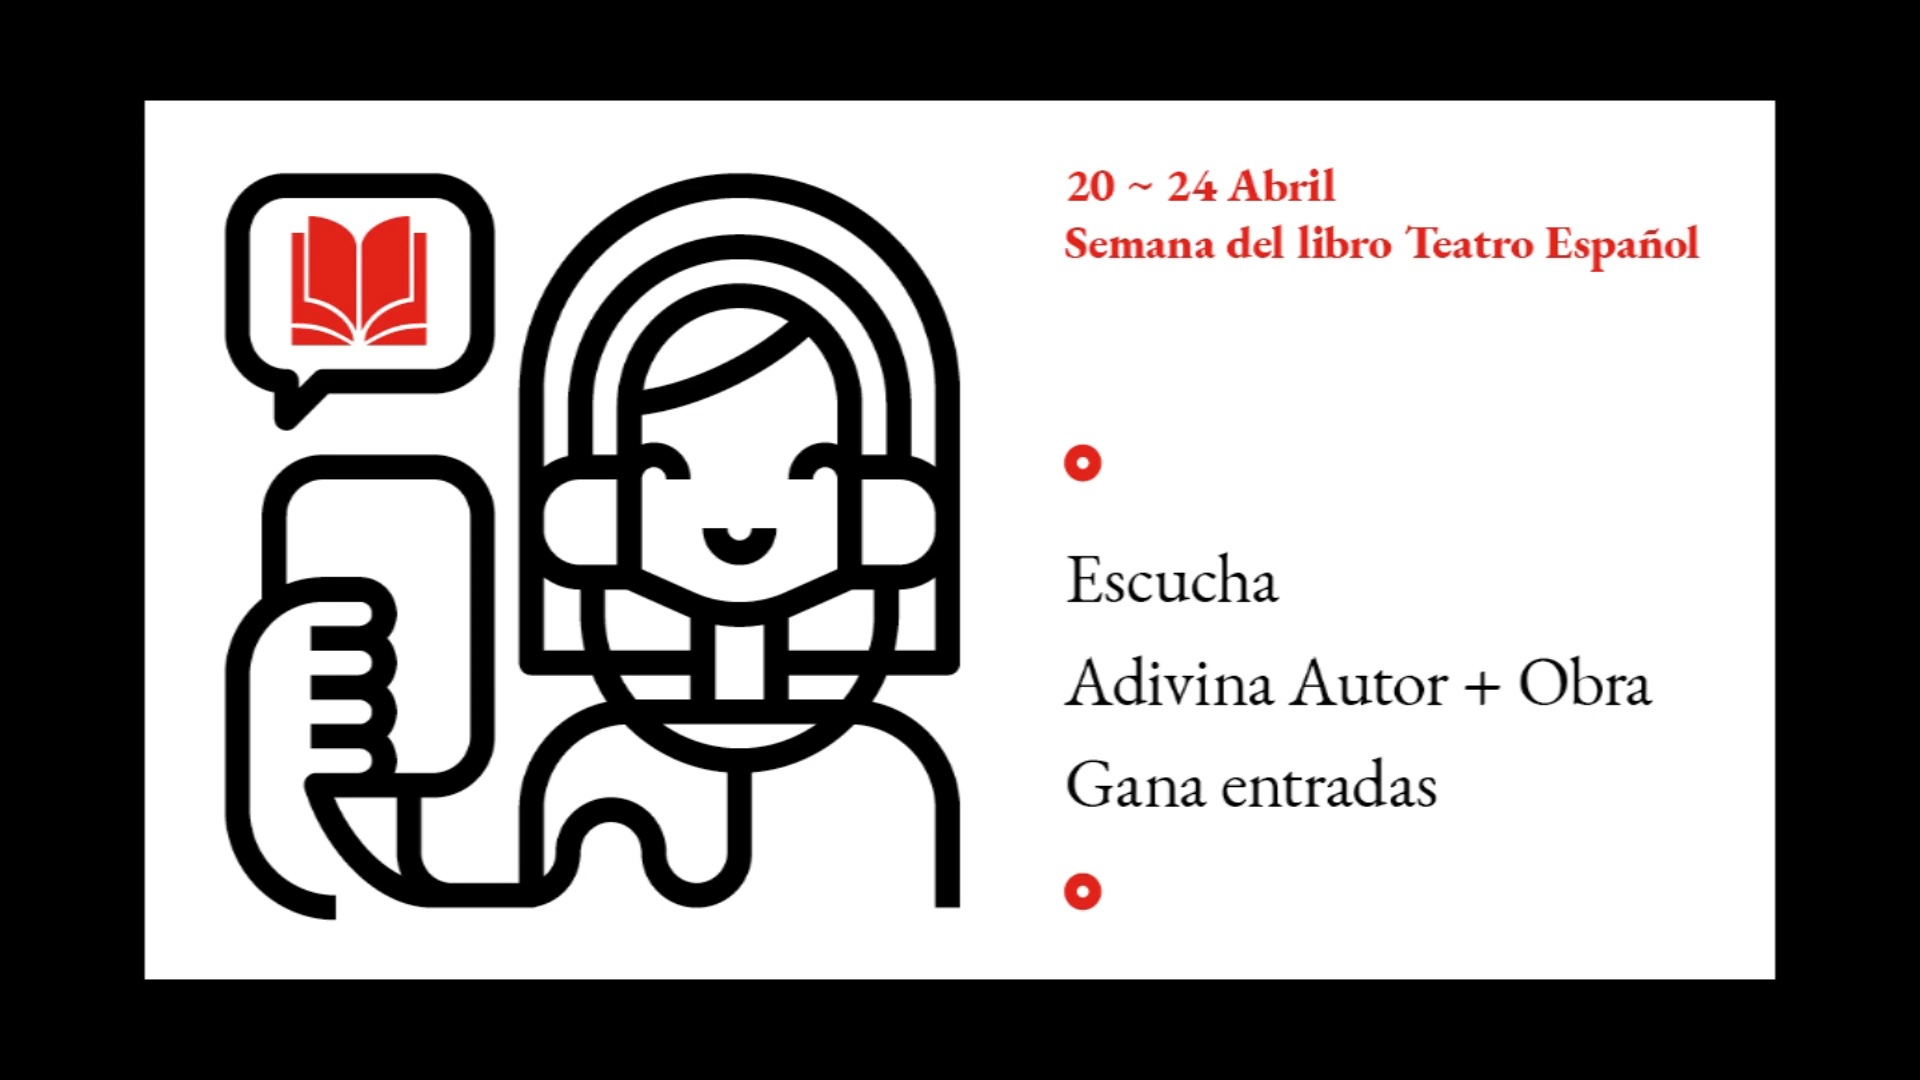 20 ~ 24 Abril
Semana del libro Teatro Español
Escucha
Adivina Autor + Obra
Gana entradas